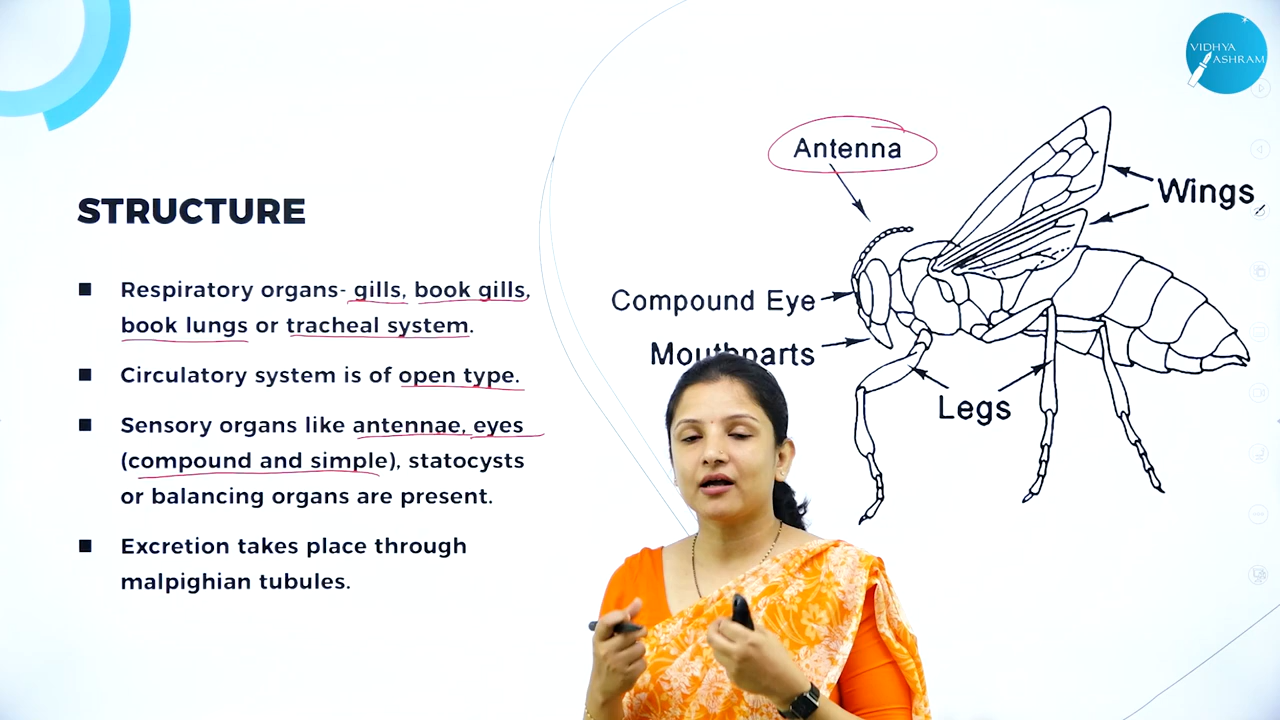 VIDHYA
ASHRAM
STRUCTURE
Respiratory organs- gills, book gills,
book lungs or tracheal system.
Circulatory system is of open type.
Sensory organs like antennae, eyes
(compound and simple), statocysts
or balancing organs are present.
Excretion takes place through
malpighian tubules.
Antenna
Wings
Compound Eye
Mouthparts
Legs